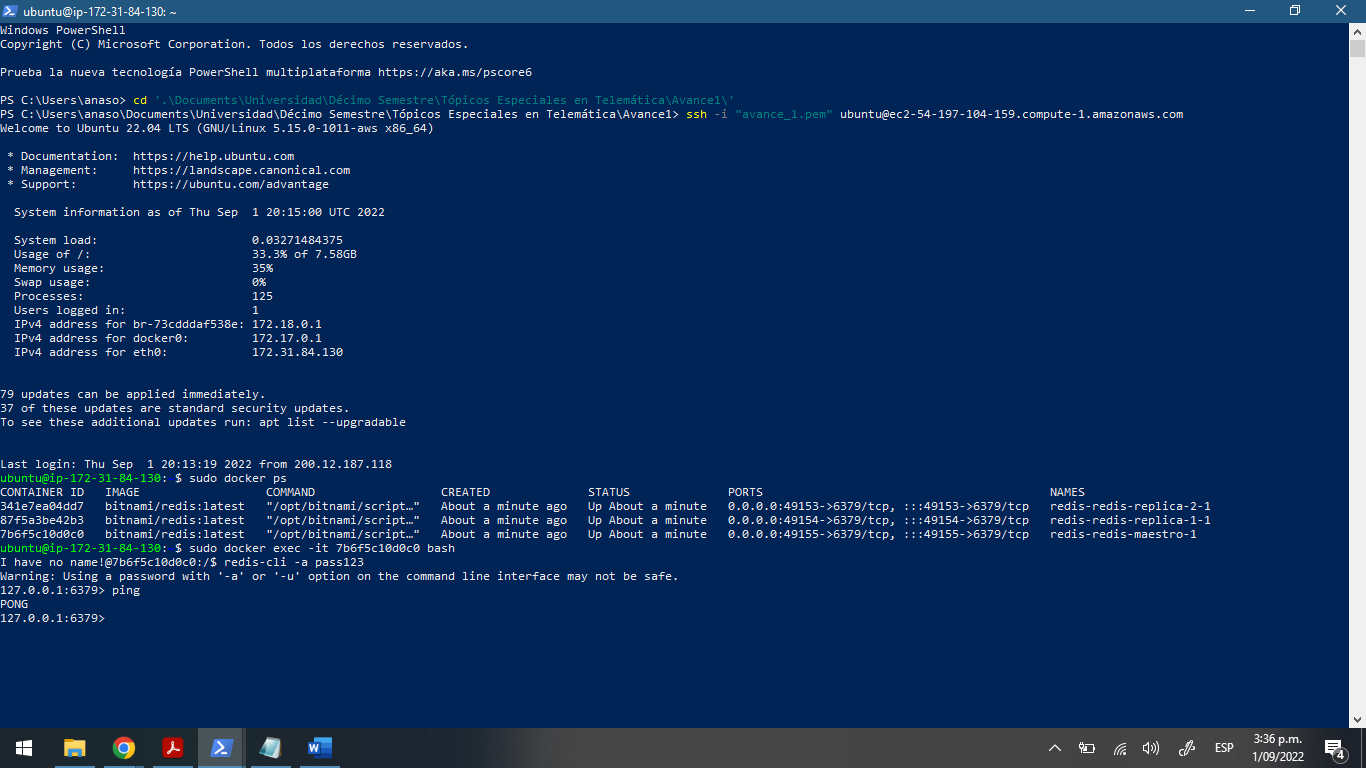 ubuntu@ip-172-31-84-130: ~
Windows PowerShell
Copyright (C) Microsoft Corporation. Todos los derechos reservados.
Prueba la nueva tecnología PowerShell multiplataforma https://aka.ms/pscore6
PS C:\Users\anaso> cd '.\Documents\Universidad\Décimo Semestre\Tópicos Especiales en Telemática\Avance1\'
PS C:\Users\anaso\Documents\Universidad\Décimo Semestre\Tópicos Especiales en Telemática\Avance1> ssh -i "avance_1.pem" ubuntu@ec2-54-197-104-159.compute-1.amazonaws.com
Welcome to Ubuntu 22.04 LTS (GNU/Linux 5.15.0-1011-aws x86_64)
* Documentation:  https://help.ubuntu.com
* Management:     https://landscape.canonical.com
* Support:        https://ubuntu.com/advantage
System information as of Thu Sep  1 20:15:00 UTC 2022
System load:                      0.03271484375
Usage of /:                       33.3% of 7.58GB
Memory usage:                     35%
Swap usage:                       0%
Processes:                        125
Users logged in:                  1
IPv4 address for br-73cdddaf538e: 172.18.0.1
IPv4 address for docker0:         172.17.0.1
IPv4 address for eth0:            172.31.84.130
79 updates can be applied immediately.
37 of these updates are standard security updates.
To see these additional updates run: apt list --upgradable
Last login: Thu Sep  1 20:13:19 2022 from 200.12.187.118
ubuntu@ip-172-31-84-130: $ sudo docker ps
CONTAINER ID   IMAGE                  COMMAND                  CREATED              STATUS              PORTS                                         NAMES
341e7ea04dd7   bitnami/redis:latest   "/opt/bitnami/script…"   About a minute ago   Up About a minute   0.0.0.0:49153->6379/tcp, :::49153->6379/tcp   redis-redis-replica-2-1
87f5a3be42b3   bitnami/redis:latest   "/opt/bitnami/script…"   About a minute ago   Up About a minute   0.0.0.0:49154->6379/tcp, :::49154->6379/tcp   redis-redis-replica-1-1
7b6f5c10d0c0   bitnami/redis:latest   "/opt/bitnami/script…"   About a minute ago   Up About a minute   0.0.0.0:49155->6379/tcp, :::49155->6379/tcp   redis-redis-maestro-1
ubuntu@ip-172-31-84-130: $ sudo docker exec -it 7b6f5c10d0c0 bash
I have no name!@7b6f5c10d0c0:/$ redis-cli -a pass123
Warning: Using a password with '-a' or '-u' option on the command line interface may not be safe.
127.0.0.1:6379> ping
PONG
127.0.0.1:6379>
W
ESP
3:36 p.m.
1/09/2022
4